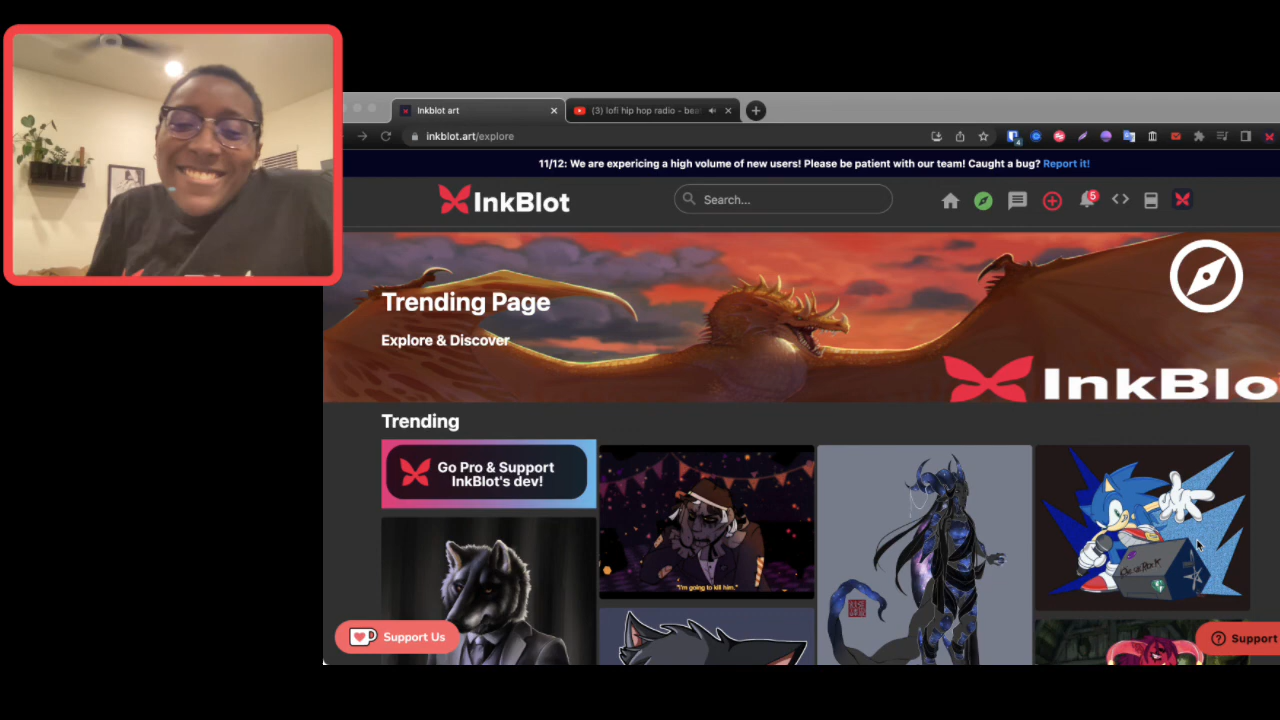 Inkblot art
(3) lofi hip hop radio - bea
inkblot.art/explore
4
11/12: We are expericing a high volume of new users! Please be patient with our team! Caught a bug? Report it!
InkBlot
Search...
5
Trending Page
Explore & Discover
InkBlo
Trending
Go Pro & Support
InkBlot's dev!
"I'm going to kill him."
Support Us
Support